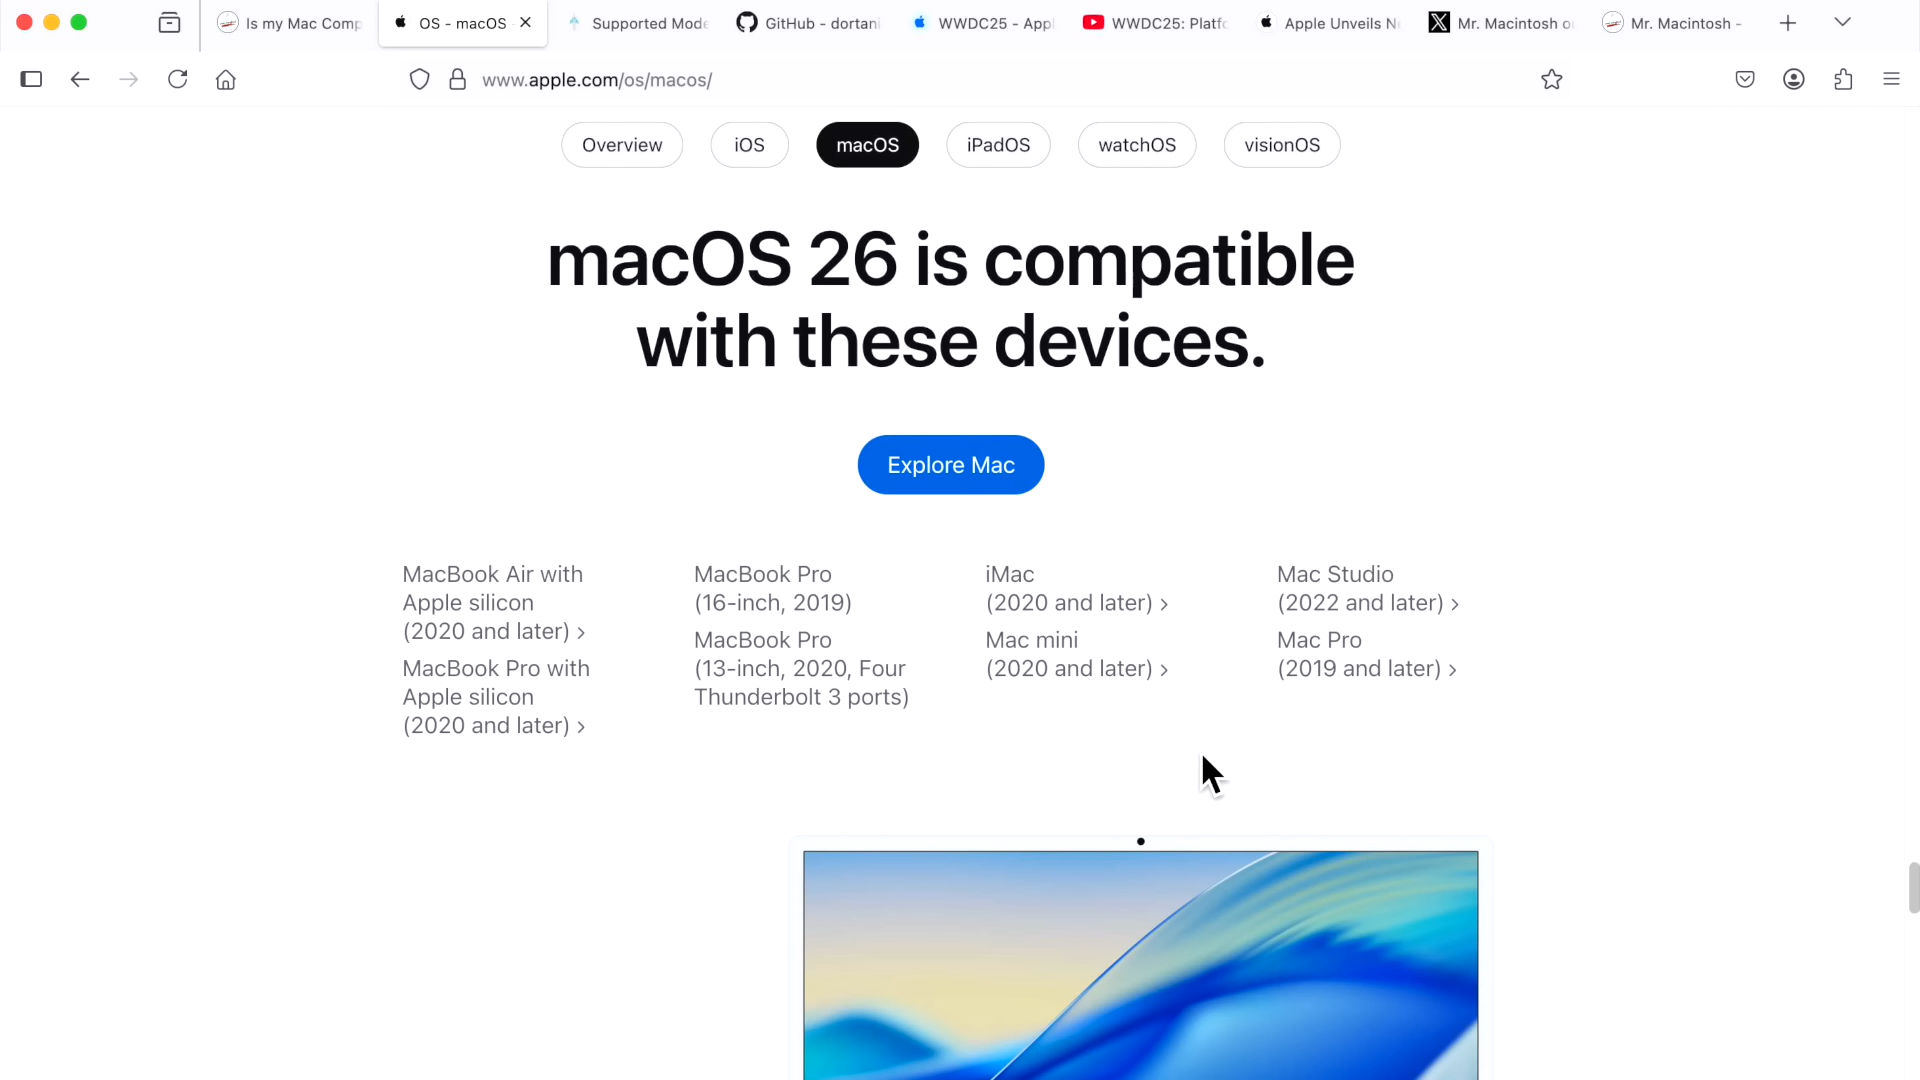 Is my Mac Comp
OS - macOS
Supported Mode
GitHub - dortani
WWDC25 - Appl
WWDC25: Platfo
Apple Unveils Ne
Mr. Macintosh o
Mr. Macintosh -
www.apple.com/os/macos/
Overview
iOS
macOS
iPadOS
watchOS
visionOS
macOS 26 is compatible
with these devices.
Explore Mac
MacBook Air with
Apple silicon
(2020 and later) >
MacBook Pro with
Apple silicon
(2020 and later) >
MacBook Pro
(16-inch, 2019)
MacBook Pro
(13-inch, 2020, Four
Thunderbolt 3 ports)
iMac
(2020 and later) >
Mac mini
(2020 and later) >
Mac Studio
(2022 and later) >
Mac Pro
(2019 and later) >